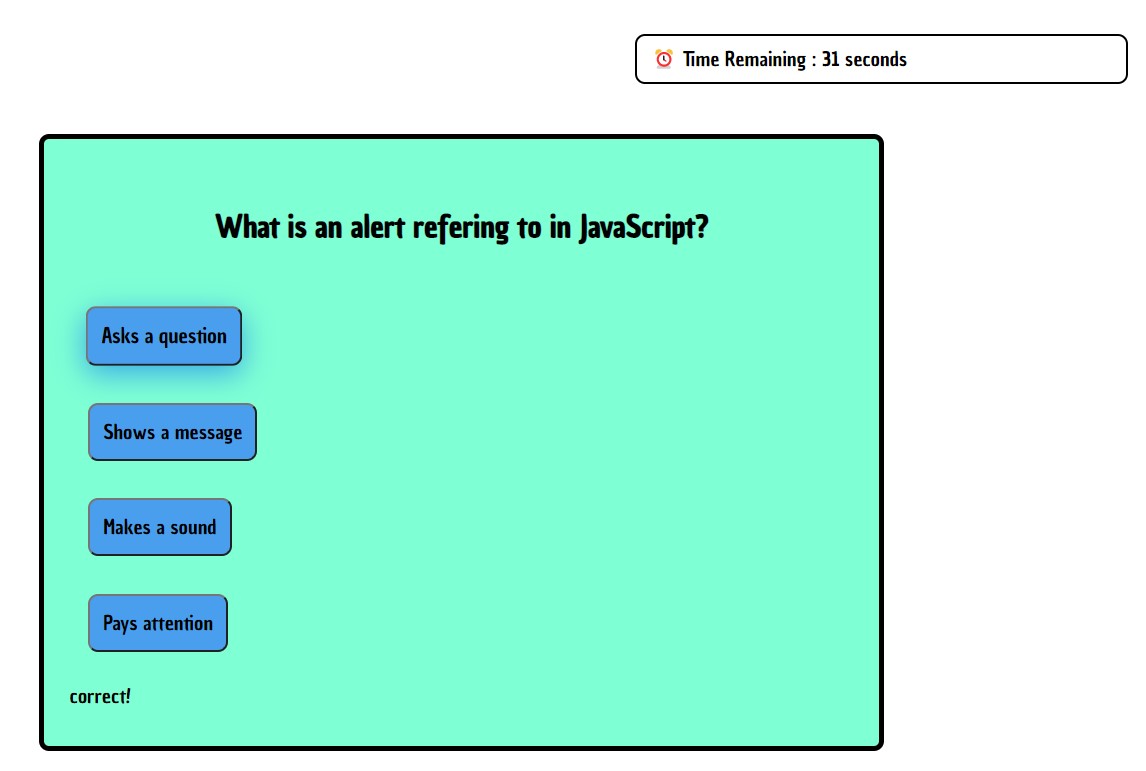 ⏰ Time Remaining : 31 seconds
What is an alert refering to in JavaScript?
Asks a question
Shows a message
Makes a sound
Pays attention
correct!